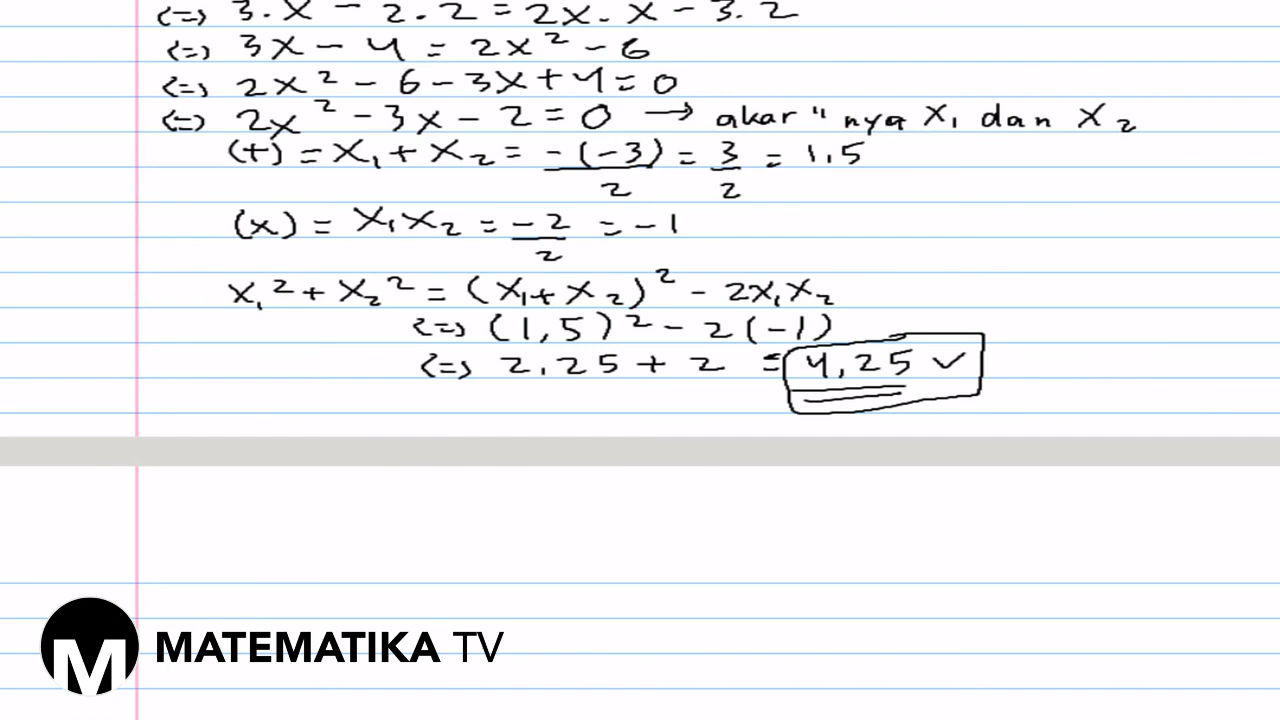 (=) 3.x - 2.2 = 2x.x - 3.2
(=) 3x - 4 = 2x² - 6
(=) 2x² - 6 - 3x + 4 = 0
(=) 2x² - 3x - 2 = 0 → akar "nya x₁ dan x₂
(+) = x₁ + x₂ = -(-3)/2 = 3/2 = 1,5
(x) = x₁x₂ = -2/2 = -1
x₁² + x₂² = (x₁ + x₂)² - 2x₁x₂
(=) (1,5)² - 2(-1)
(=) 2,25 + 2 = 4,25 ✓
M MATEMATIKA TV